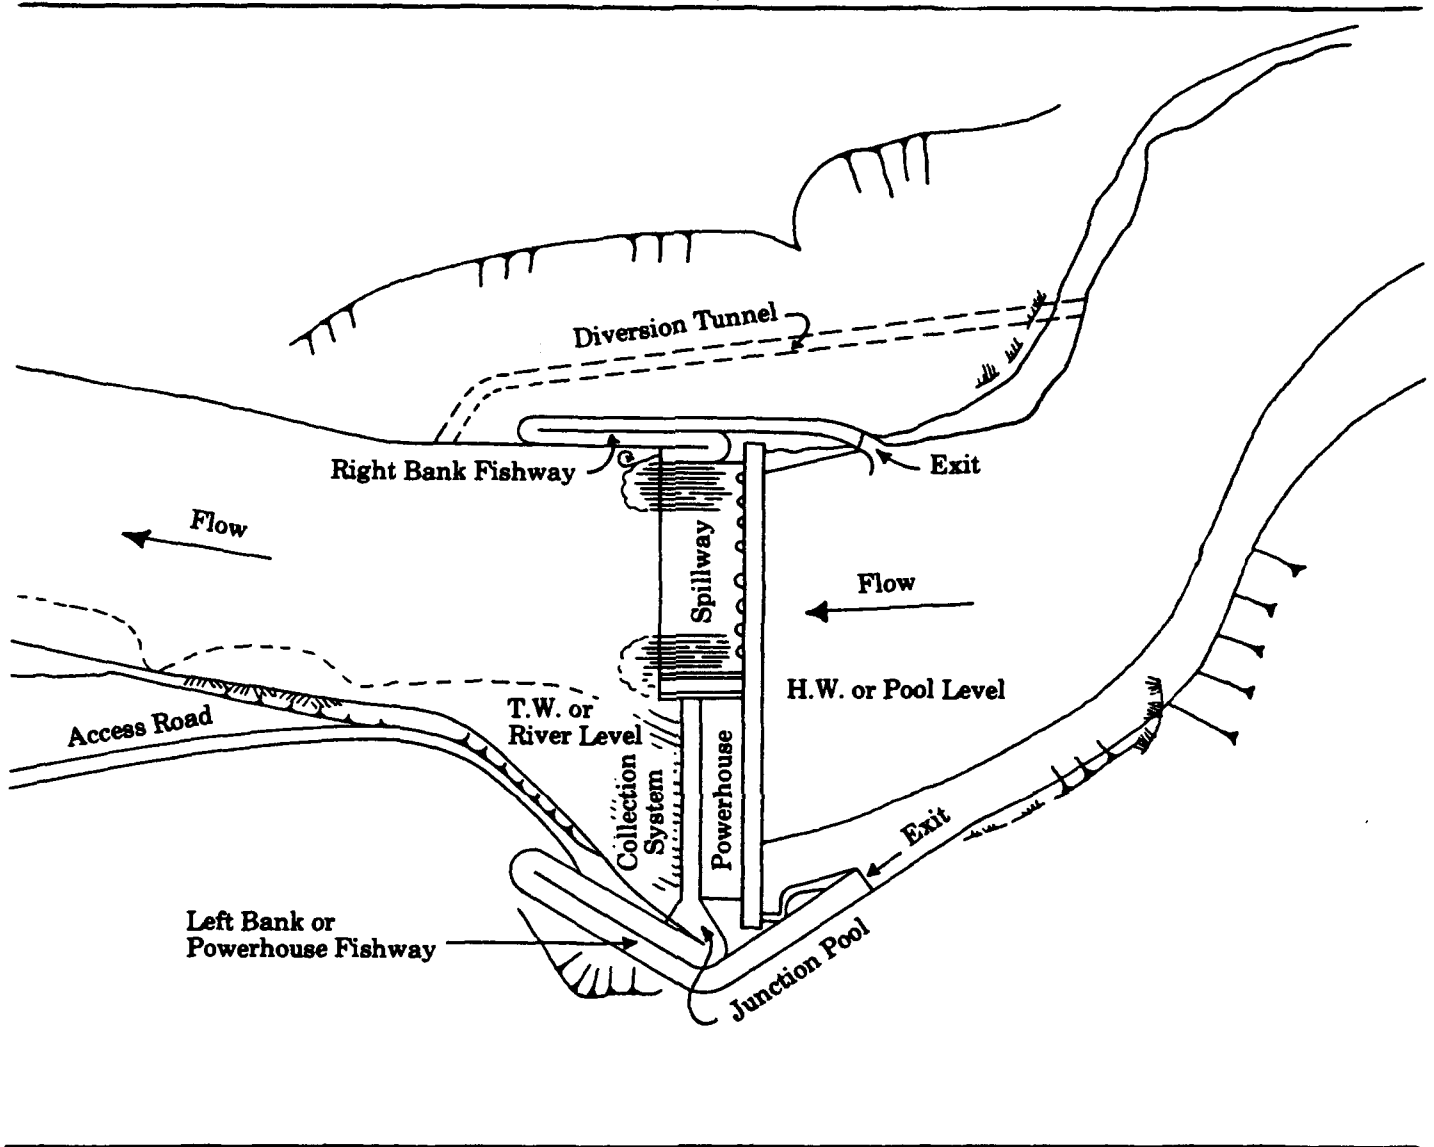 Diversion Tunnel
Right Bank Fishway
Exit
Flow
Spillway
Flow
H.W. or Pool Level
T.W. or
River Level
Access Road
Collection
System
Powerhouse
Exit
Left Bank or
Powerhouse Fishway
Junction Pool